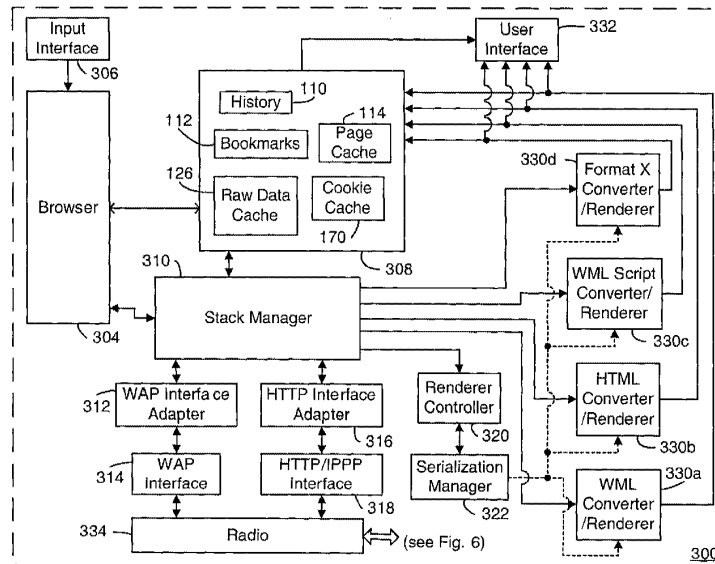 Input
Interface
306
User
Interface
332
History
110
112
Bookmarks
114
Page
Cache
126
Raw Data
Cache
Cookie
Cache
170
308
Browser
304
310
Stack Manager
330d
Format X
Converter
/Renderer
WML Script
Converter/
Renderer
330c
HTML
Converter
/Renderer
330b
330a
WML
Converter
/Renderer
312
WAP Interface
Adapter
HTTP Interface
Adapter
316
Renderer
Controller
320
314
WAP
Interface
HTTP/IPPP
Interface
318
Serialization
Manager
322
334
Radio
(see Fig. 6)
300